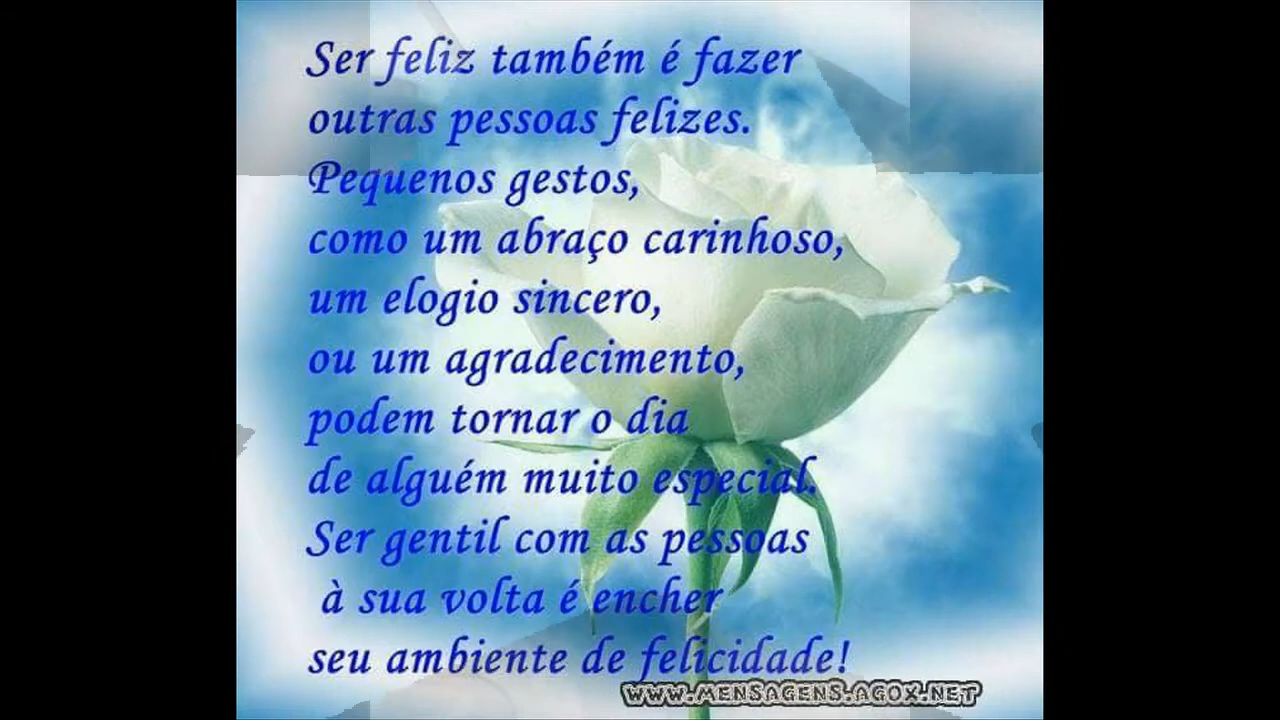 Ser feliz também é fazer
outras pessoas felizes.
Pequenos gestos,
como um abraço carinhoso,
um elogio sincero,
ou um agradecimento,
podem tornar o dia
de alguém muito especial.
Ser gentil com as pessoas
à sua volta é encher
seu ambiente de felicidade!
www.mensagens.agox.net